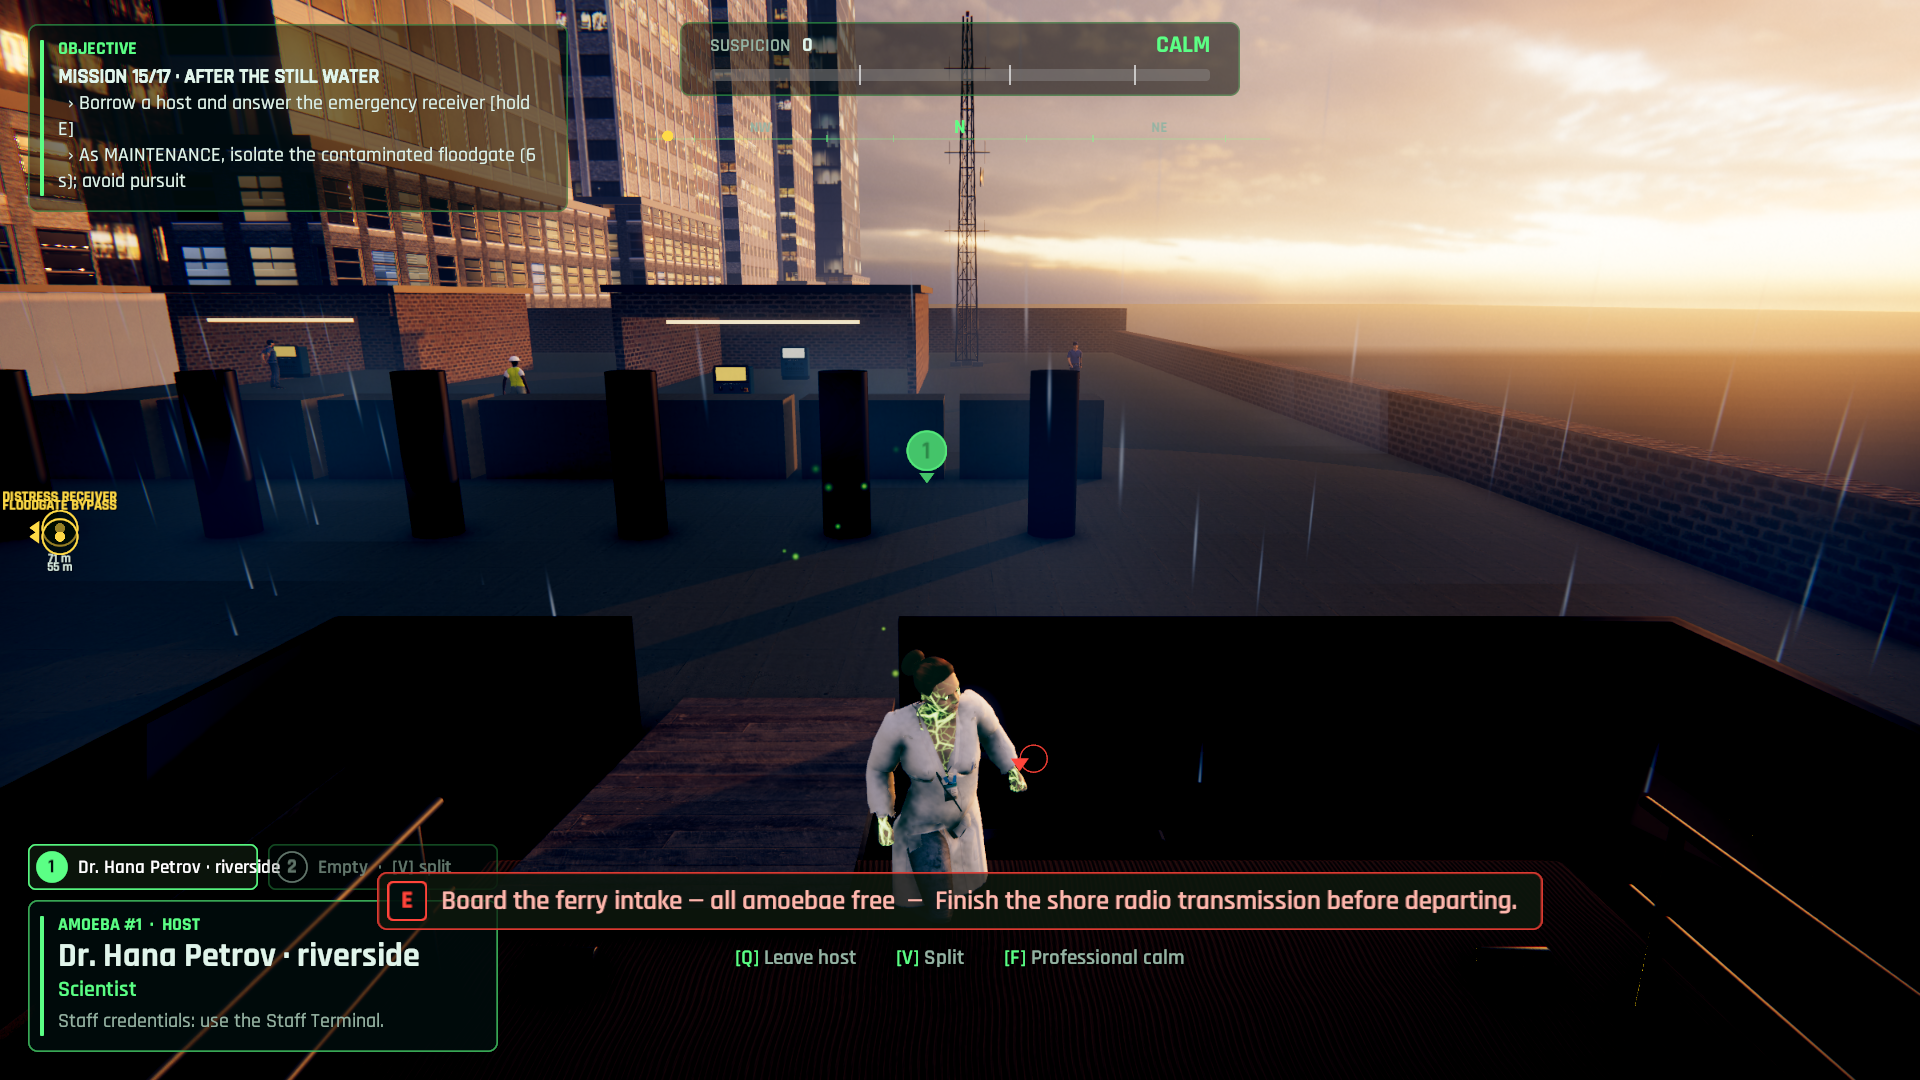 OBJECTIVE
MISSION 15/17 · AFTER THE STILL WATER
› Borrow a host and answer the emergency receiver [hold
E]
› As MAINTENANCE, isolate the contaminated floodgate (6
s); avoid pursuit
SUSPICION 0
CALM
N
NE
1
DISTRESS RECEIVER
FLOODGATE BYPASS
71 m
55 m
1 Dr. Hana Petrov · riverside
2 Empty · [V] split
E Board the ferry intake – all amoebae free — Finish the shore radio transmission before departing.
AMOEBA #1 · HOST
Dr. Hana Petrov · riverside
Scientist
Staff credentials: use the Staff Terminal.
[Q] Leave host [V] Split [F] Professional calm